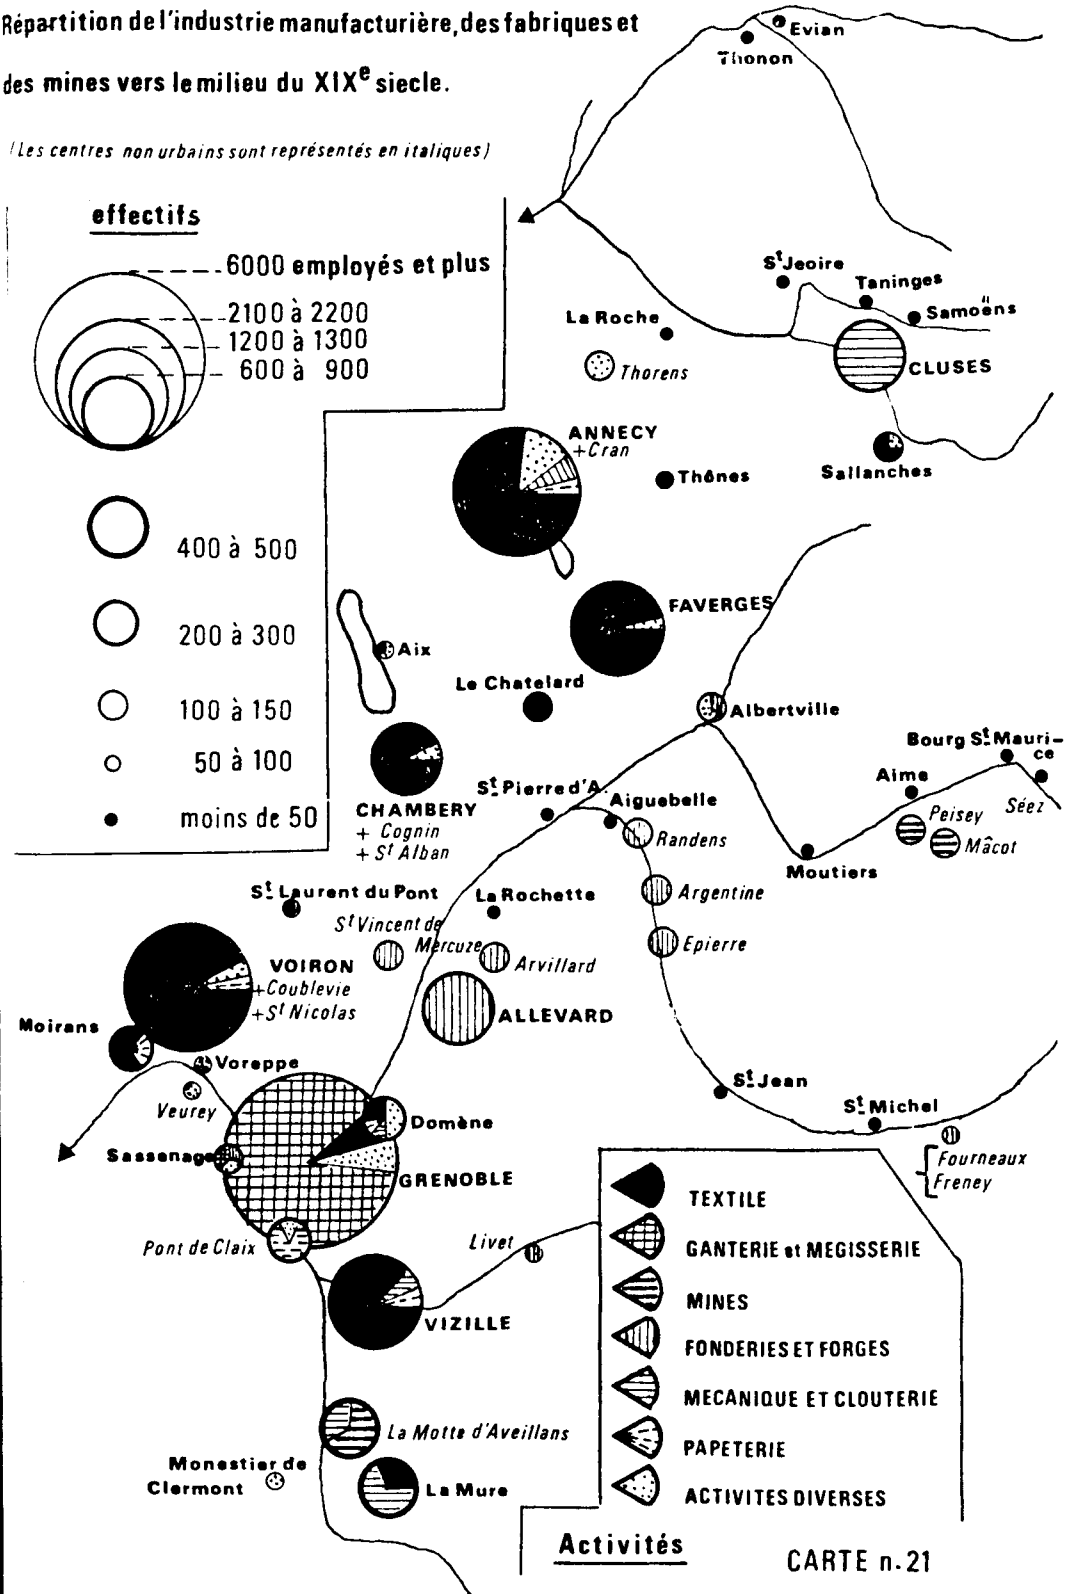 Répartition de l'industrie manufacturière, des fabriques et
des mines vers le milieu du XIXe siecle.
(Les centres non urbains sont représentés en italiques)
effectifs
6000 employés et plus
2100 à 2200
1200 à 1300
600 à 900
400 à 500
200 à 300
100 à 150
50 à 100
moins de 50
Evian
Thonon
St Jeoire
Taninges
Samoëns
La Roche
Thorens
CLUSES
ANNECY
+Cran
Thônes
Sallanches
FAVERGES
Aix
Le Chatelard
Albertville
Bourg St Mauri-
ce
Aime
Séez
Peisey
Mâcot
Moutiers
St Pierre d'A.
Aiguebelle
Randens
CHAMBERY
+ Cognin
+ St Alban
Argentine
Epierre
St Laurent du Pont
La Rochette
St Vincent de
Mercuze
Arvillard
ALLEVARD
VOIRON
+Coublevie
+St Nicolas
Moirans
Voreppe
Veurey
St Jean
St Michel
Fourneaux
Freney
Domène
Sassenage
GRENOBLE
Pont de Claix
Livet
VIZILLE
La Motte d'Aveillans
Monestier de
Clermont
La Mure
TEXTILE
GANTERIE et MEGISSERIE
MINES
FONDERIES ET FORGES
MECANIQUE ET CLOUTERIE
PAPETERIE
ACTIVITES DIVERSES
Activités
CARTE n.21